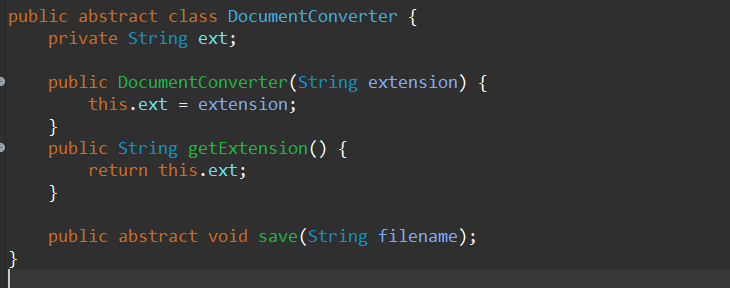 public abstract class DocumentConverter {
    private String ext;

    public DocumentConverter(String extension) {
        this.ext = extension;
    }
    public String getExtension() {
        return this.ext;
    }

    public abstract void save(String filename);
}